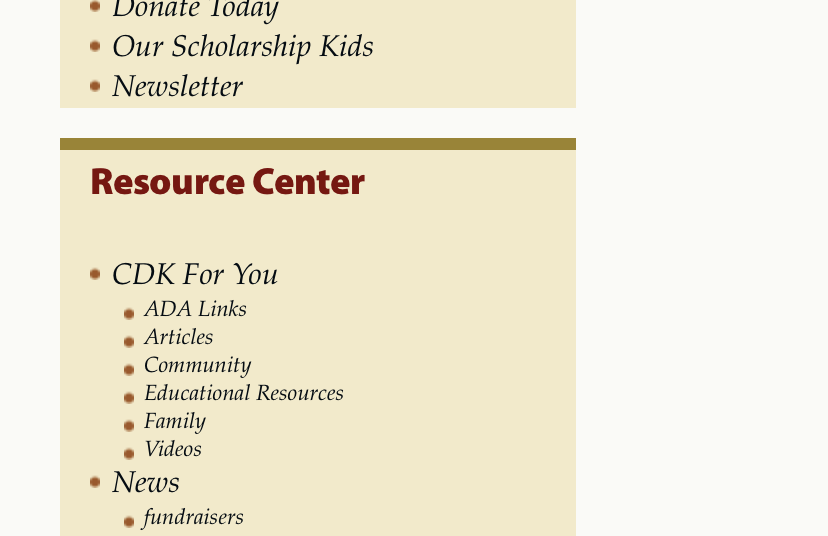 Donate Today
Our Scholarship Kids
Newsletter
Resource Center
CDK For You
ADA Links
Articles
Community
Educational Resources
Family
Videos
News
fundraisers